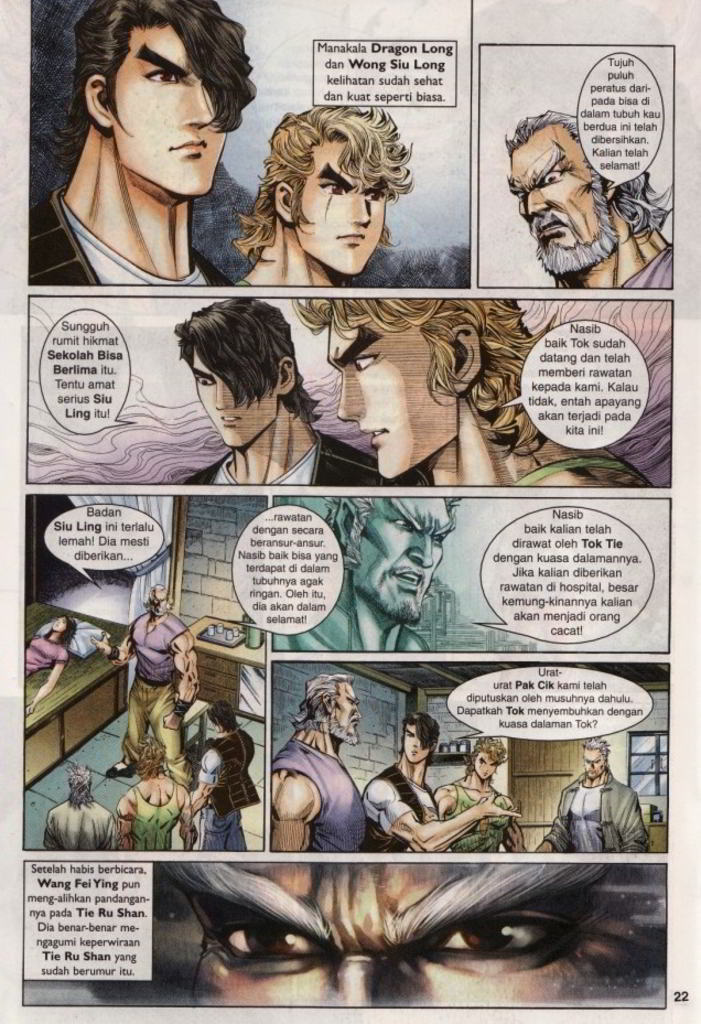 Manakala Dragon Long
dan Wong Siu Long
kelihatan sudah sehat
dan kuat seperti biasa.
Tujuh
puluh
peratus dari-
pada bisa di
dalam tubuh kau
berdua ini telah
dibersihkan.
Kalian telah
selamat!
Sungguh
rumit hikmat
Sekolah Bisa
Berlima itu.
Tentu amat
serius Siu
Ling itu!
Nasib
baik Tok sudah
datang dan telah
memberi rawatan
kepada kami. Kalau
tidak, entah apayang
akan terjadi pada
kita ini!
Badan
Siu Ling ini terlalu
lemah! Dia mesti
diberikan...
...rawatan
dengan secara
beransur-ansur.
Nasib baik bisa yang
terdapat di dalam
tubuhnya agak
ringan. Oleh itu,
dia akan dalam
selamat!
Nasib
baik kalian telah
dirawat oleh Tok Tie
dengan kuasa dalamannya.
Jika kalian diberikan
rawatan di hospital, besar
kemung-kinannya kalian
akan menjadi orang
cacat!
Urat-
urat Pak Cik kami telah
diputuskan oleh musuhnya dahulu.
Dapatkah Tok menyembuhkan dengan
kuasa dalaman Tok?
Setelah habis berbicara,
Wang Fei Ying pun
meng-alihkan pandangan-
nya pada Tie Ru Shan.
Dia benar-benar me-
ngagumi keperwiraan
Tie Ru Shan yang
sudah berumur itu.
22